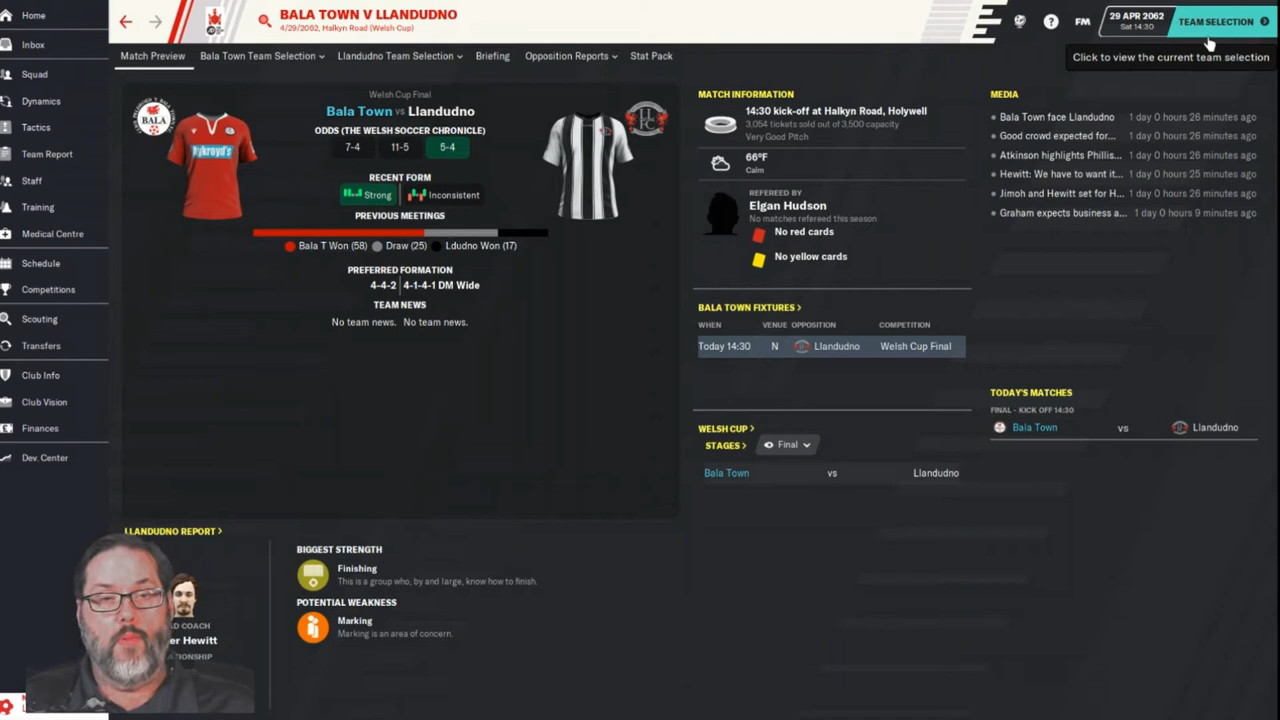 Home
Inbox
Squad
Dynamics
Tactics
Team Report
Staff
Training
Medical Centre
Schedule
Competitions
Scouting
Transfers
Club Info
Club Vision
Finances
Dev. Center
BALA TOWN V LLANDUDNO
4/29/2062, Halkyn Road (Welsh Cup)
FM
29 APR 2062
Sat 14:30
TEAM SELECTION
Click to view the current team selection
Match Preview
Bala Town Team Selection
Llandudno Team Selection
Briefing
Opposition Reports
Stat Pack
Welsh Cup Final
Bala Town vs Llandudno
ODDS (THE WELSH SOCCER CHRONICLE)
7-4 11-5 5-4
RECENT FORM
Strong Inconsistent
PREVIOUS MEETINGS
Bala T Won (58) Draw (25) Ldudno Won (17)
PREFERRED FORMATION
4-4-2 4-1-4-1 DM Wide
TEAM NEWS
No team news. No team news.
BALA
LLANDUDNO REPORT >
er Hewitt
BIGGEST STRENGTH
Finishing
This is a group who, by and large, know how to finish.
POTENTIAL WEAKNESS
Marking
Marking is an area of concern.
MATCH INFORMATION
14:30 kick-off at Halkyn Road, Holywell
3,054 tickets sold out of 3,500 capacity
Very Good Pitch
66°F
Calm
REFEREED BY
Elgan Hudson
No matches refereed this season
No red cards
No yellow cards
BALA TOWN FIXTURES >
WHEN VENUE OPPOSITION COMPETITION
Today 14:30 N Llandudno Welsh Cup Final
WELSH CUP >
STAGES > Final
Bala Town vs Llandudno
MEDIA
Bala Town face Llandudno 1 day 0 hours 26 minutes ago
Good crowd expected for... 1 day 0 hours 26 minutes ago
Atkinson highlights Phillis... 1 day 0 hours 26 minutes ago
Hewitt: We have to want it... 1 day 0 hours 25 minutes ago
Jimoh and Hewitt set for H... 1 day 0 hours 26 minutes ago
Graham expects business a... 1 day 0 hours 9 minutes ago
TODAY'S MATCHES
FINAL - KICK OFF 14:30
Bala Town vs Llandudno